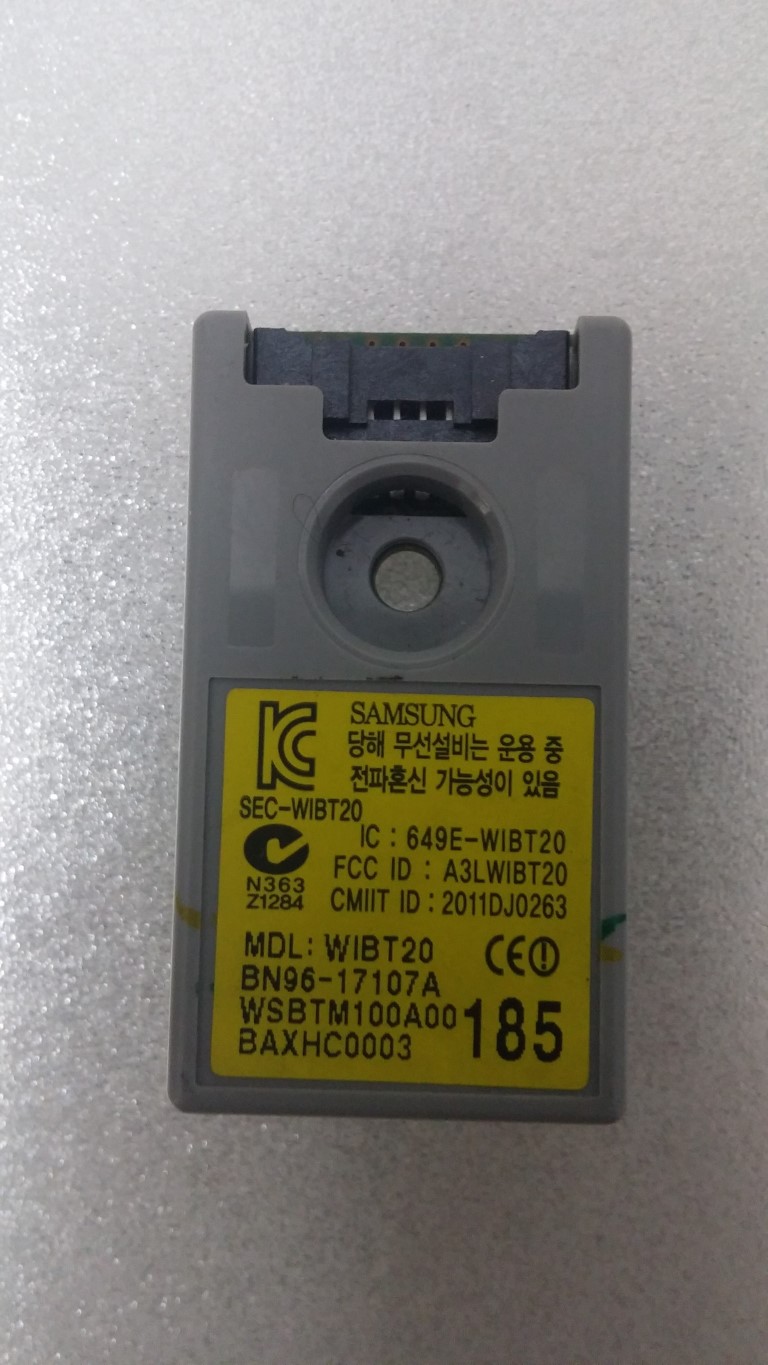 SAMSUNG
당해 무선설비는 운용 중
전파혼신 가능성이 있음
SEC-WIBT20
IC : 649E-WIBT20
FCC ID : A3LWIBT20
N363
Z1284
CMIIT ID : 2011DJ0263
MDL: WIBT20
CE
BN96-17107A
WSBTM100A00
185
BAXHC0003